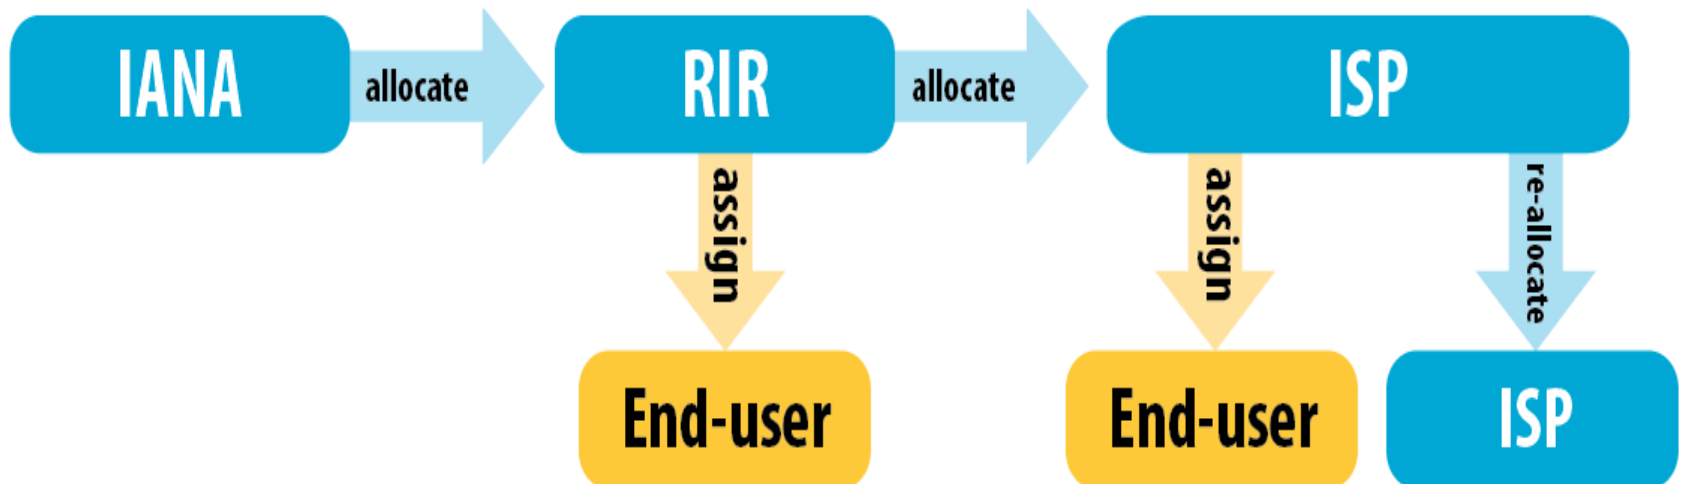 IANA
allocate
RIR
allocate
ISP
assign
assign
re-allocate
End-user
End-user
ISP